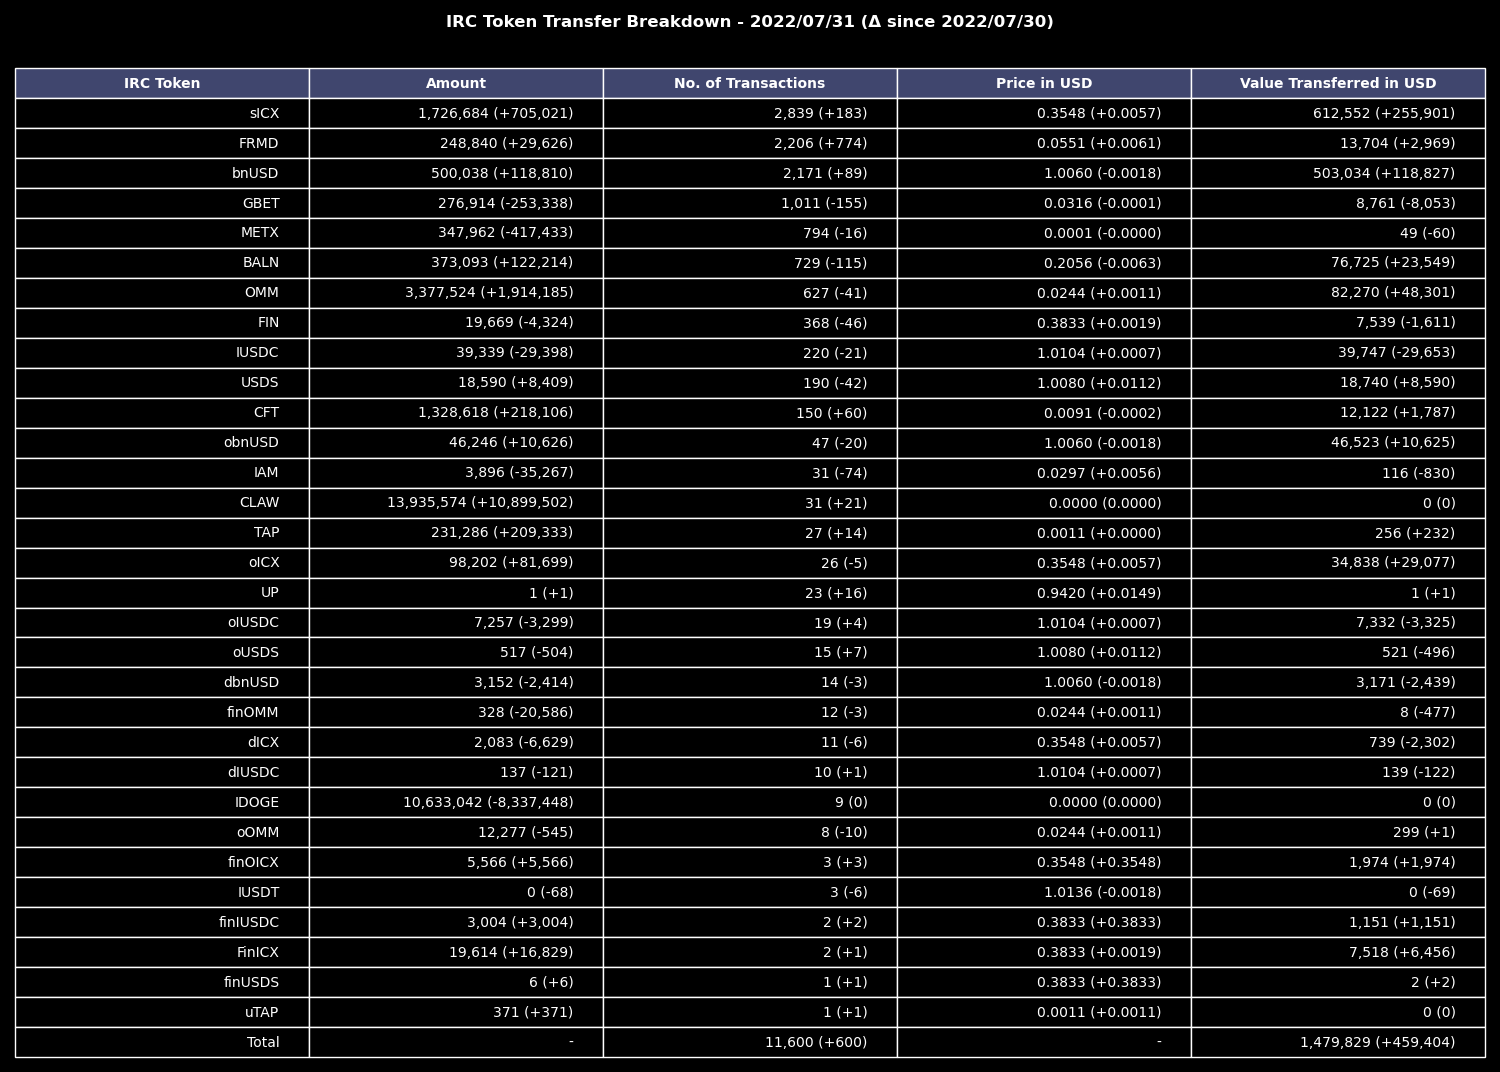 IRC Token Transfer Breakdown - 2022/07/31 (Δ since 2022/07/30)
IRC Token Amount No. of Transactions Price in USD Value Transferred in USD
sICX 1,726,684 (+705,021) 2,839 (+183) 0.3548 (+0.0057) 612,552 (+255,901)
FRMD 248,840 (+29,626) 2,206 (+774) 0.0551 (+0.0061) 13,704 (+2,969)
bnUSD 500,038 (+118,810) 2,171 (+89) 1.0060 (-0.0018) 503,034 (+118,827)
GBET 276,914 (-253,338) 1,011 (-155) 0.0316 (-0.0001) 8,761 (-8,053)
METX 347,962 (-417,433) 794 (-16) 0.0001 (-0.0000) 49 (-60)
BALN 373,093 (+122,214) 729 (-115) 0.2056 (-0.0063) 76,725 (+23,549)
OMM 3,377,524 (+1,914,185) 627 (-41) 0.0244 (+0.0011) 82,270 (+48,301)
FIN 19,669 (-4,324) 368 (-46) 0.3833 (+0.0019) 7,539 (-1,611)
IUSDC 39,339 (-29,398) 220 (-21) 1.0104 (+0.0007) 39,747 (-29,653)
USDS 18,590 (+8,409) 190 (-42) 1.0080 (+0.0112) 18,740 (+8,590)
CFT 1,328,618 (+218,106) 150 (+60) 0.0091 (-0.0002) 12,122 (+1,787)
obnUSD 46,246 (+10,626) 47 (-20) 1.0060 (-0.0018) 46,523 (+10,625)
IAM 3,896 (-35,267) 31 (-74) 0.0297 (+0.0056) 116 (-830)
CLAW 13,935,574 (+10,899,502) 31 (+21) 0.0000 (0.0000) 0 (0)
TAP 231,286 (+209,333) 27 (+14) 0.0011 (+0.0000) 256 (+232)
oICX 98,202 (+81,699) 26 (-5) 0.3548 (+0.0057) 34,838 (+29,077)
UP 1 (+1) 23 (+16) 0.9420 (+0.0149) 1 (+1)
oIUSDC 7,257 (-3,299) 19 (+4) 1.0104 (+0.0007) 7,332 (-3,325)
oUSDS 517 (-504) 15 (+7) 1.0080 (+0.0112) 521 (-496)
dbnUSD 3,152 (-2,414) 14 (-3) 1.0060 (-0.0018) 3,171 (-2,439)
finOMM 328 (-20,586) 12 (-3) 0.0244 (+0.0011) 8 (-477)
dICX 2,083 (-6,629) 11 (-6) 0.3548 (+0.0057) 739 (-2,302)
dIUSDC 137 (-121) 10 (+1) 1.0104 (+0.0007) 139 (-122)
IDOGE 10,633,042 (-8,337,448) 9 (0) 0.0000 (0.0000) 0 (0)
oOMM 12,277 (-545) 8 (-10) 0.0244 (+0.0011) 299 (+1)
finOICX 5,566 (+5,566) 3 (+3) 0.3548 (+0.3548) 1,974 (+1,974)
IUSDT 0 (-68) 3 (-6) 1.0136 (-0.0018) 0 (-69)
finIUSDC 3,004 (+3,004) 2 (+2) 0.3833 (+0.3833) 1,151 (+1,151)
FinICX 19,614 (+16,829) 2 (+1) 0.3833 (+0.0019) 7,518 (+6,456)
finUSDS 6 (+6) 1 (+1) 0.3833 (+0.3833) 2 (+2)
uTAP 371 (+371) 1 (+1) 0.0011 (+0.0011) 0 (0)
Total - 11,600 (+600) - 1,479,829 (+459,404)